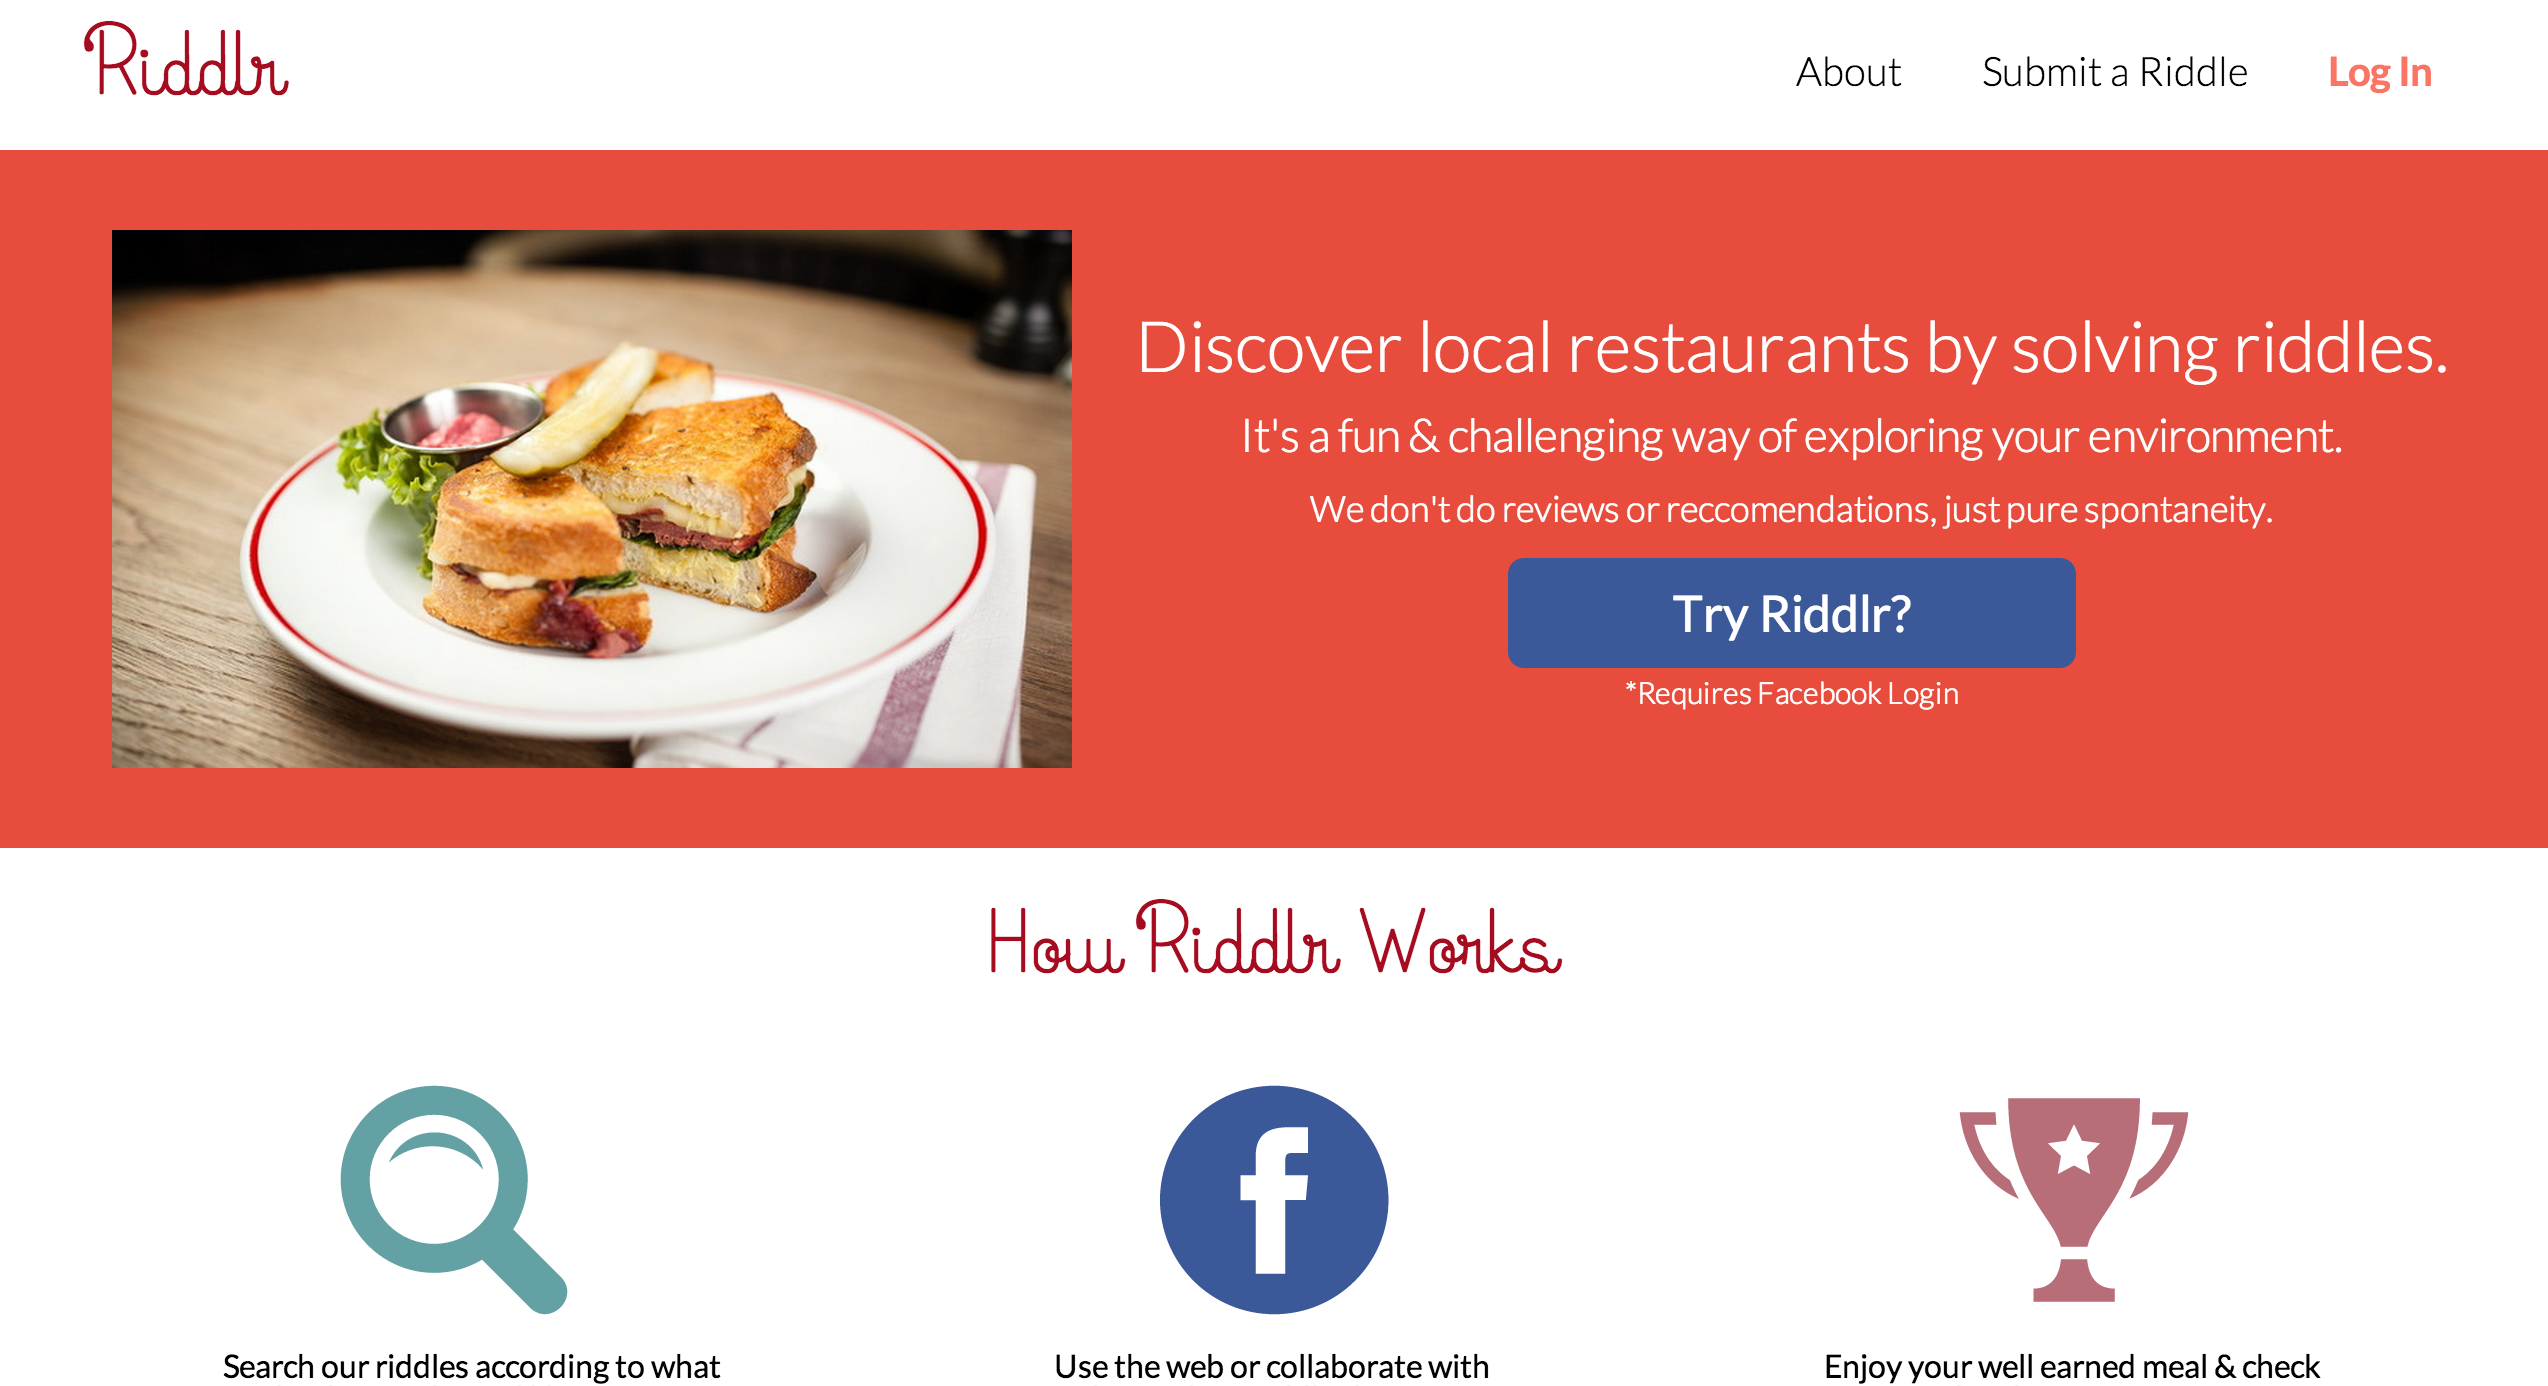 Riddlr
About
Submit a Riddle
Log In
Discover local restaurants by solving riddles.
It's a fun & challenging way of exploring your environment.
We don't do reviews or reccomendations, just pure spontaneity.
Try Riddlr?
*Requires Facebook Login
How Riddlr Works
Search our riddles according to what
Use the web or collaborate with
Enjoy your well earned meal & check